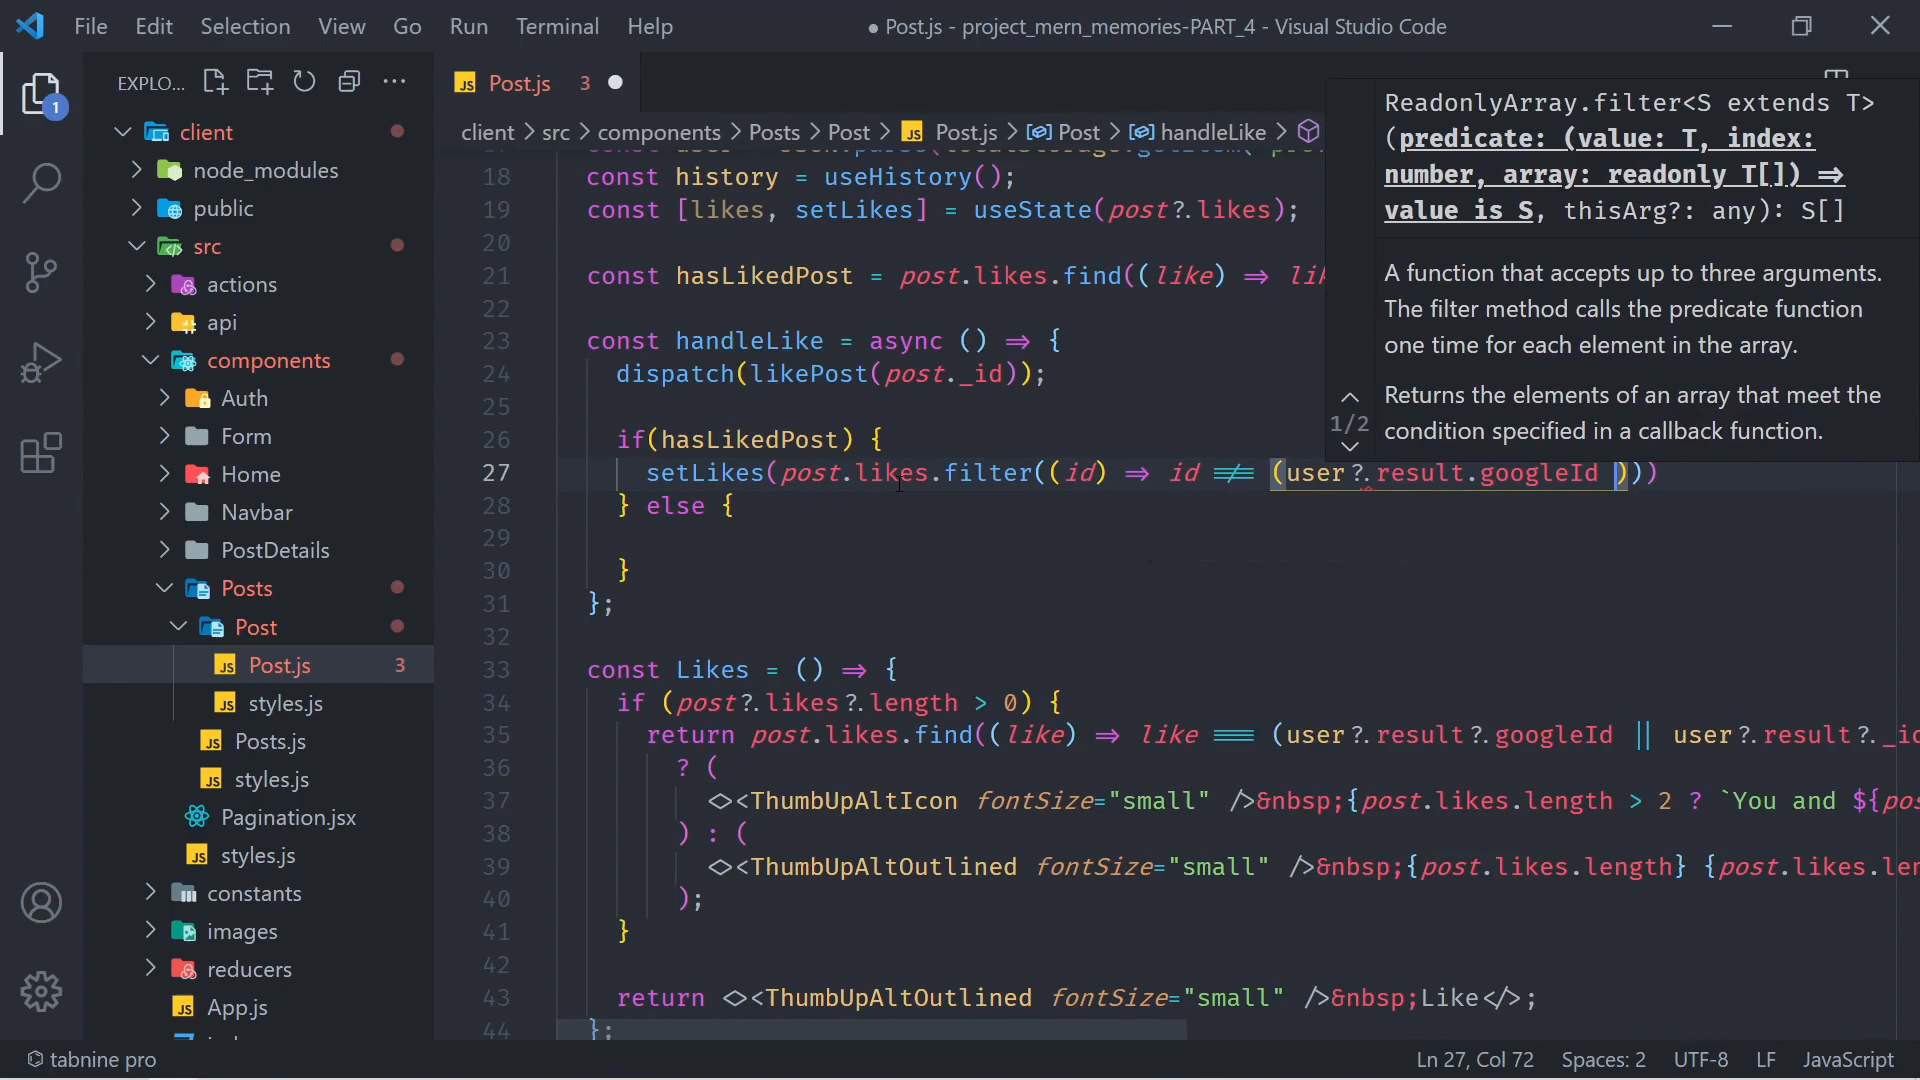 File Edit Selection View Go Run Terminal Help
● Post.js - project_mern_memories-PART_4 - Visual Studio Code
EXPLO...
Post.js 3
client > src > components > Posts > Post > Post.js > Post > handleLike >
1
client
node_modules
public
src
actions
api
components
Auth
Form
Home
Navbar
PostDetails
Posts
Post
Post.js 3
styles.js
Posts.js
styles.js
Pagination.jsx
styles.js
constants
images
reducers
App.js
18 const history = useHistory();
19 const [likes, setLikes] = useState(post?.likes);
20
21 const hasLikedPost = post.likes.find((like) => lik
22
23 const handleLike = async () => {
24 dispatch(likePost(post._id));
25
26 if(hasLikedPost) {
27 setLikes(post.likes.filter((id) => id !== (user?.result.googleId )))
28 } else {
29
30 }
31 };
32
33 const Likes = () => {
34 if (post?.likes?.length > 0) {
35 return post.likes.find((like) => like === (user?.result?.googleId || user?.result?._id
36 ? (
37 <><ThumbUpAltIcon fontSize="small" />&nbsp;{post.likes.length > 2 ? `You and ${pos
38 ) : (
39 <><ThumbUpAltOutlined fontSize="small" />&nbsp;{post.likes.length} {post.likes.len
40 );
41 }
42
43 return <><ThumbUpAltOutlined fontSize="small" />&nbsp;Like</>;
44 };
ReadonlyArray.filter<S extends T>
(predicate: (value: T, index:
number, array: readonly T[]) =>
value is S, thisArg?: any): S[]
A function that accepts up to three arguments.
The filter method calls the predicate function
one time for each element in the array.
1/2
Returns the elements of an array that meet the
condition specified in a callback function.
tabnine pro
Ln 27, Col 72 Spaces: 2 UTF-8 LF JavaScript